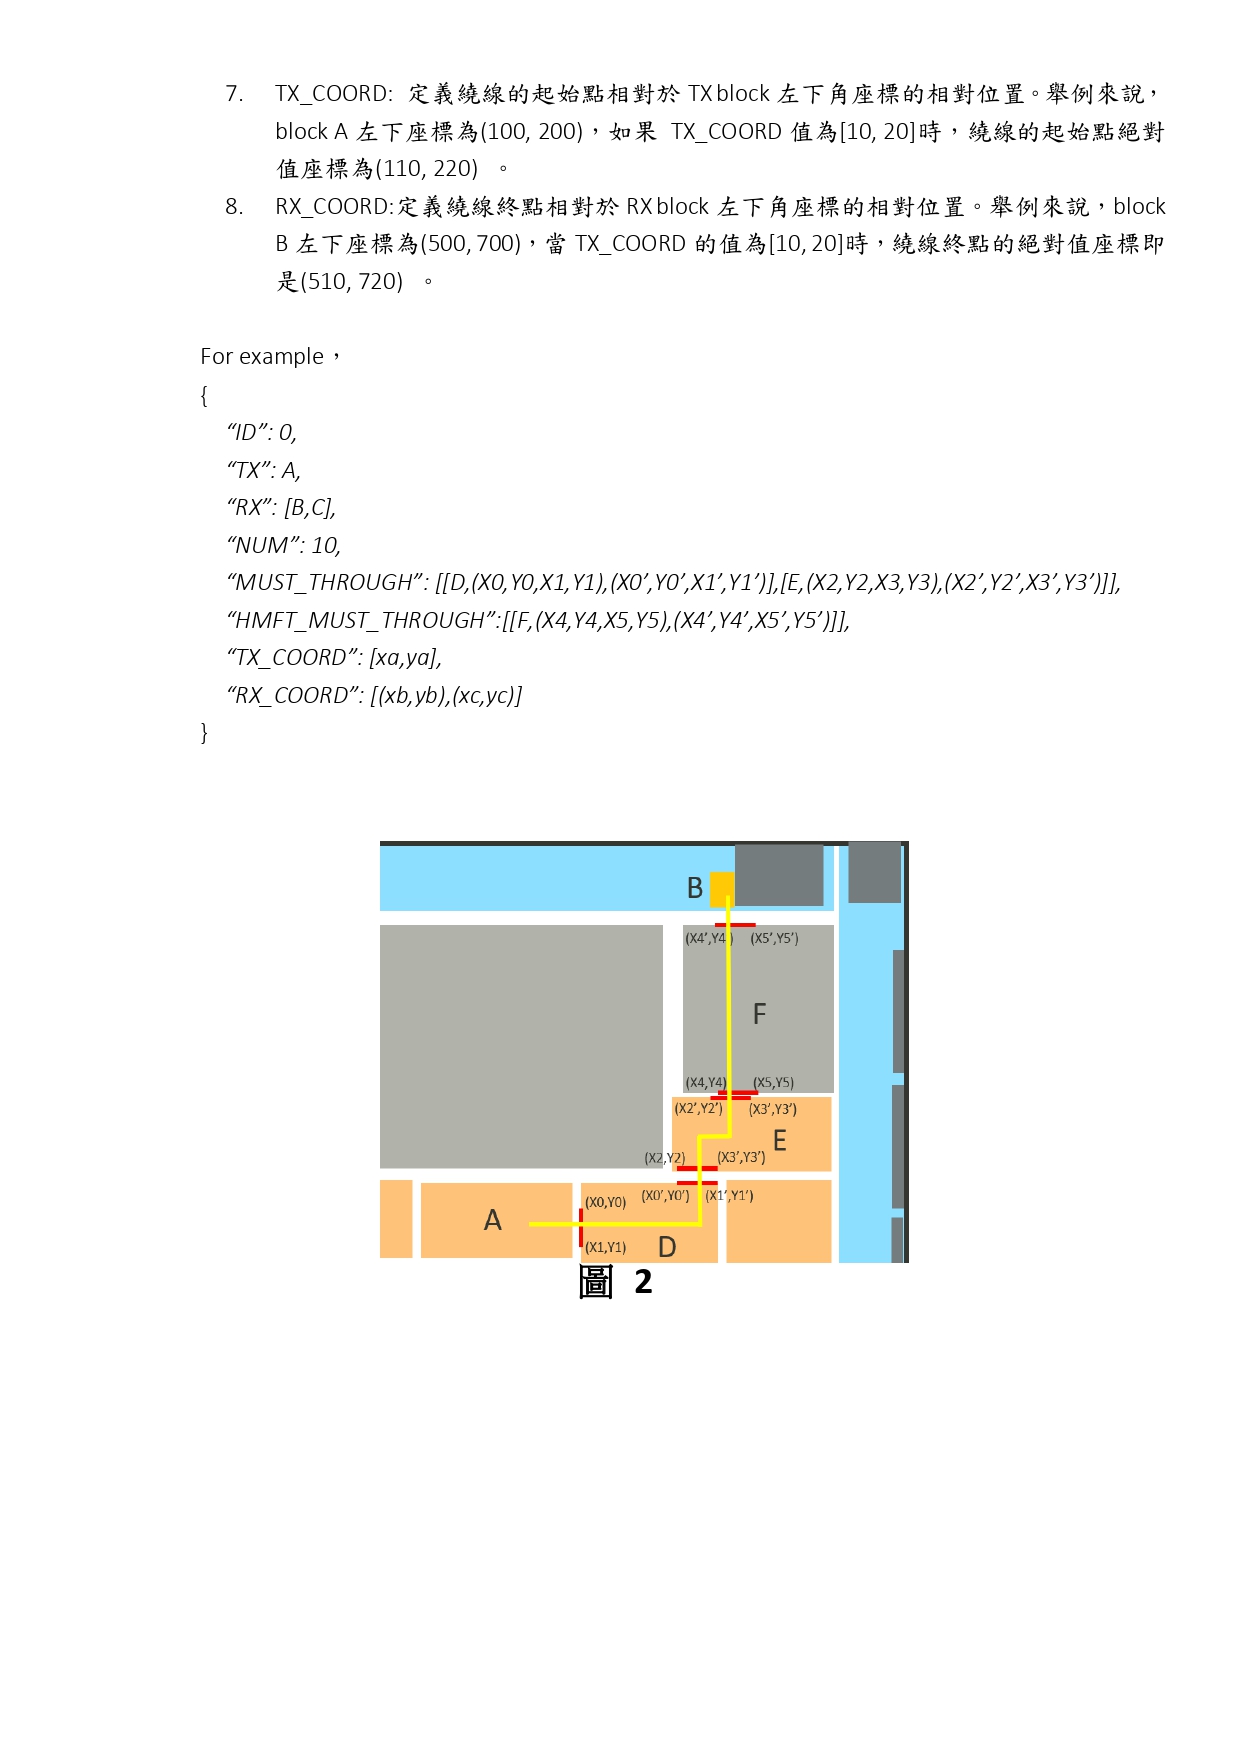 7. TX_COORD: 定義繞線的起始點相對於 TX block 左下角座標的相對位置。舉例來說，
block A 左下座標為(100, 200)，如果 TX_COORD 值為[10, 20]時，繞線的起始點絕對
值座標為(110, 220) 。
8. RX_COORD:定義繞線終點相對於 RX block 左下角座標的相對位置。舉例來說，block
B 左下座標為(500, 700)，當 TX_COORD 的值為[10, 20]時，繞線終點的絕對值座標即
是(510, 720) 。
For example，
{
“ID”: 0,
“TX”: A,
“RX”: [B,C],
“NUM”: 10,
“MUST_THROUGH”: [[D,(X0,Y0,X1,Y1),(X0’,Y0’,X1’,Y1’)],[E,(X2,Y2,X3,Y3),(X2’,Y2’,X3’,Y3’)]],
“HMFT_MUST_THROUGH”:[[F,(X4,Y4,X5,Y5),(X4’,Y4’,X5’,Y5’)]],
“TX_COORD”: [xa,ya],
“RX_COORD”: [(xb,yb),(xc,yc)]
}
B
(X4’,Y4’) (X5’,Y5’)
F
(X4,Y4) (X5,Y5)
(X2’,Y2’) (X3’,Y3’)
E
(X2,Y2) (X3’,Y3’)
(X0,Y0) (X0’,Y0’) (X1’,Y1’)
A
(X1,Y1) D
圖 2